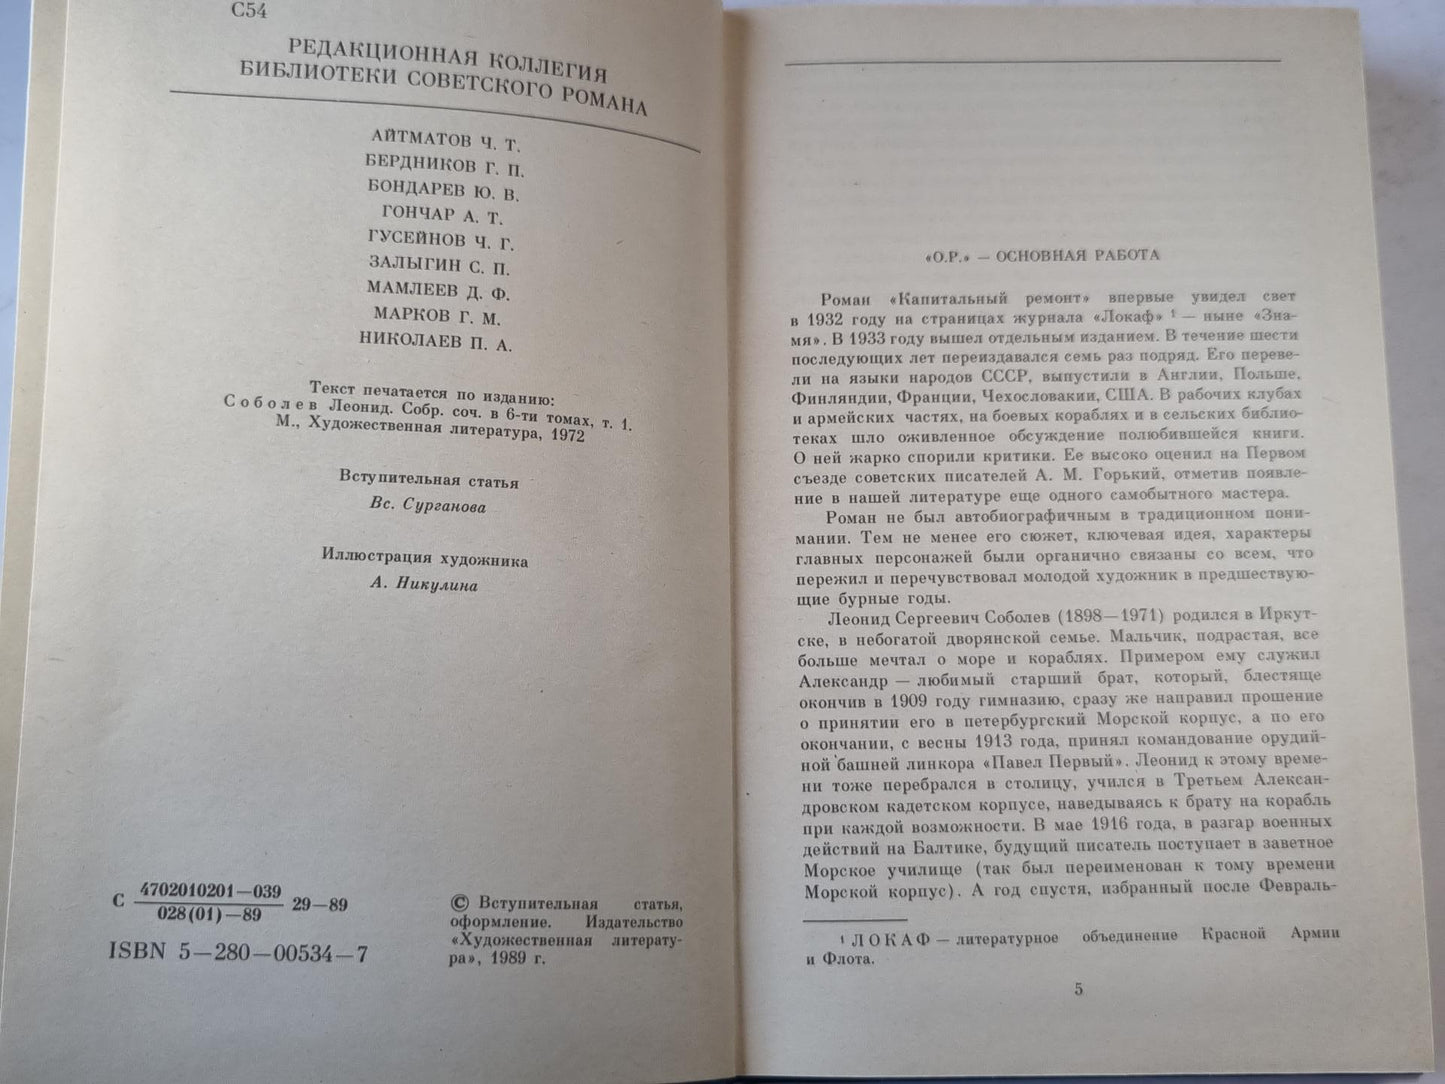 С54
РЕДАКЦИОННАЯ КОЛЛЕГИЯ
БИБЛИОТЕКИ СОВЕТСКОГО РОМАНА
АЙТМАТОВ Ч. Т.
БЕРДНИКОВ Г. П.
БОНДАРЕВ Ю. В.
ГОНЧАР А. Т.
ГУСЕЙНОВ Ч. Г.
ЗАЛЫГИН С. П.
МАМЛЕЕВ Д. Ф.
МАРКОВ Г. М.
НИКОЛАЕВ П. А.
Текст печатается по изданию:
Соболев Леонид. Собр. соч. в 6-ти томах, т. 1.
М., Художественная литература, 1972
Вступительная статья
Вс. Сурганова
Иллюстрация художника
А. Никулина
С 4702010201—039 29—89
028(01)—89
ISBN 5—280—00534—7
© Вступительная статья,
оформление. Издательство
«Художественная литерату-
ра», 1989 г.
«О.Р.» — ОСНОВНАЯ РАБОТА
Роман «Капитальный ремонт» впервые увидел свет
в 1932 году на страницах журнала «Локаф» ¹ — ныне «Зна-
мя». В 1933 году вышел отдельным изданием. В течение шести
последующих лет переиздавался семь раз подряд. Его переве-
ли на языки народов СССР, выпустили в Англии, Польше,
Финляндии, Франции, Чехословакии, США. В рабочих клубах
и армейских частях, на боевых кораблях и в сельских библио-
теках шло оживленное обсуждение полюбившейся книги.
О ней жарко спорили критики. Ее высоко оценил на Первом
съезде советских писателей А. М. Горький, отметив появле-
ние в нашей литературе еще одного самобытного мастера.
Роман не был автобиографичным в традиционном пони-
мании. Тем не менее его сюжет, ключевая идея, характеры
главных персонажей были органично связаны со всем, что
пережил и перечувствовал молодой художник в предшествую-
щие бурные годы.
Леонид Сергеевич Соболев (1898—1971) родился в Иркут-
ске, в небогатой дворянской семье. Мальчик, подрастая, все
больше мечтал о море и кораблях. Примером ему служил
Александр — любимый старший брат, который, блестяще
окончив в 1909 году гимназию, сразу же направил прошение
о принятии его в петербургский Морской корпус, а по его
окончании, с весны 1913 года, принял командование орудий-
ной башней линкора «Павел Первый». Леонид к этому време-
ни тоже перебрался в столицу, учился в Третьем Алексан-
дровском кадетском корпусе, наведываясь к брату на корабль
при каждой возможности. В мае 1916 года, в разгар военных
действий на Балтике, будущий писатель поступает в заветное
Морское училище (так был переименован к тому времени
Морской корпус). А год спустя, избранный после Февраль-
¹ ЛОКАФ — литературное объединение Красной Армии
и Флота.
5